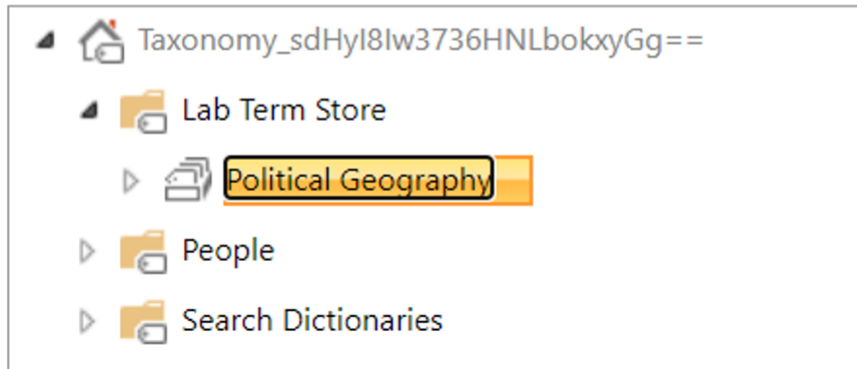 Taxonomy_sdHyI8Iw3736HNLbokxyGg==
Lab Term Store
Political Geography
People
Search Dictionaries